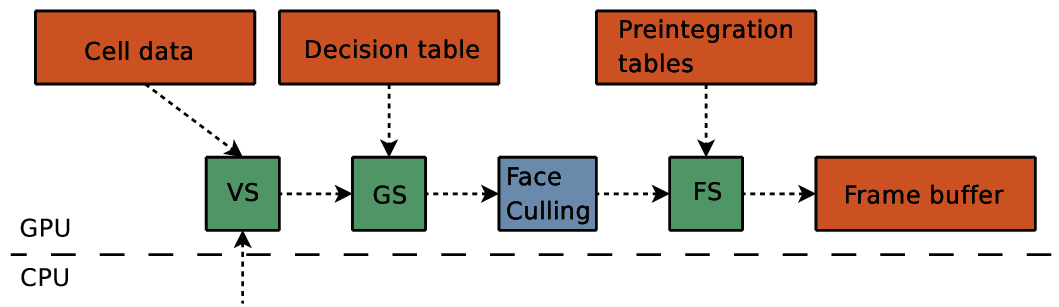 Cell data
Decision table
Preintegration
tables
VS
GS
Face
Culling
FS
Frame buffer
GPU
CPU